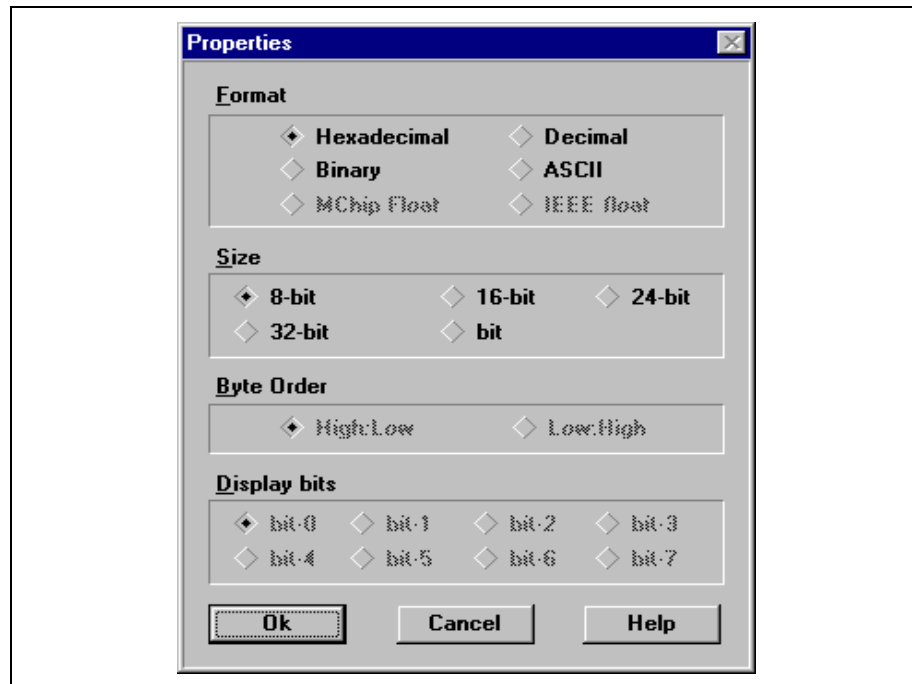 Properties
Format
Hexadecimal Decimal
Binary ASCII
MChip Float IEEE float
Size
8-bit 16-bit 24-bit
32-bit bit
Byte Order
High:Low Low:High
Display bits
bit-0 bit-1 bit-2 bit-3
bit-4 bit-5 bit-6 bit-7
Ok Cancel Help